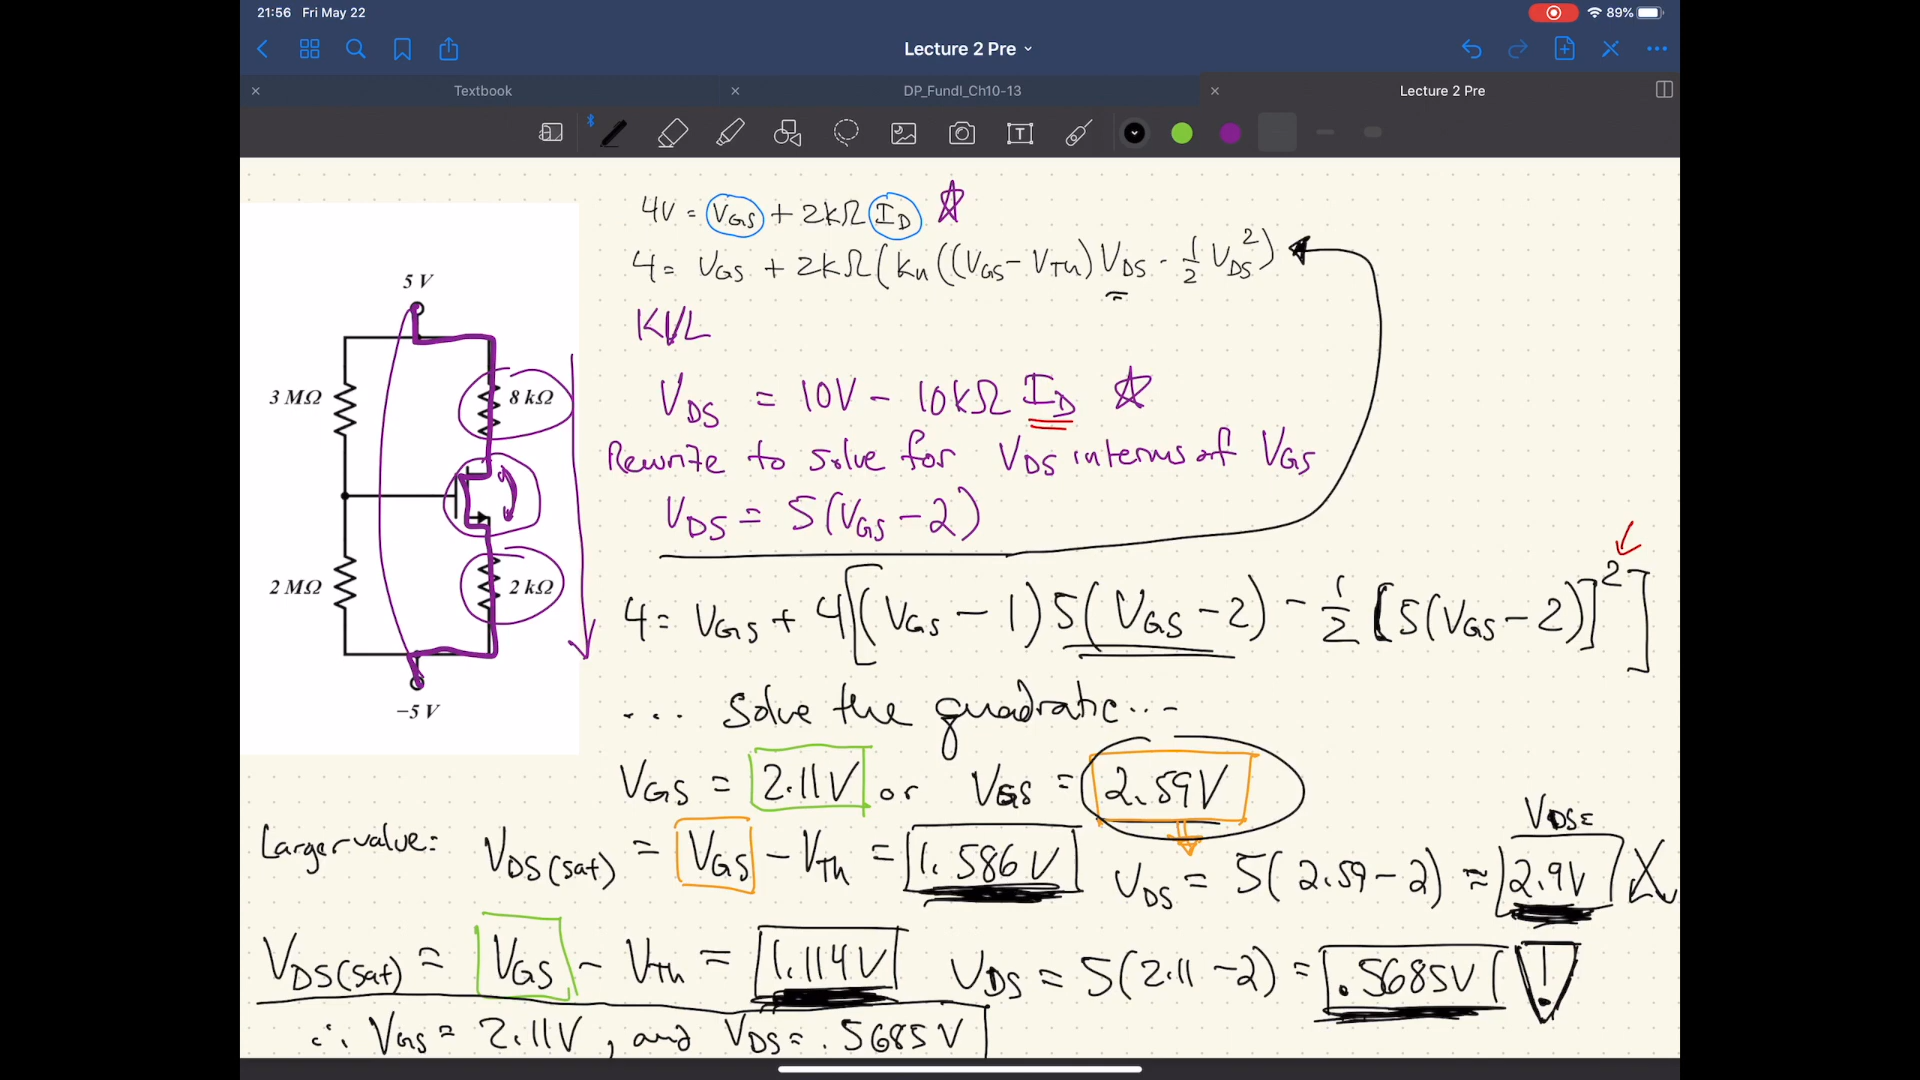 21:56 Fri May 22
89%
Lecture 2 Pre
Textbook
DP_Fundl_Ch10-13
Lecture 2 Pre
T
4V = VGS + 2kΩ ID ☆
4 = VGS + 2kΩ(kn((VGS - VTh)VDS - 1/2 VDS²)
KVL
VDS = 10V - 10kΩ ID ☆
Rewrite to solve for VDS interms of VGS
VDS = 5(VGS - 2)
5 V
3 MΩ
8 kΩ
2 MΩ
2 kΩ
−5 V
4 = VGS + 4[(VGS - 1)5(VGS - 2) - 1/2 [5(VGS - 2)]²]
... Solve the quadratic...
VGS = 2.11V or VGS = 2.59V
Larger value: VDS(sat) = VGS - VTh = 1.586V
VDS = 5(2.59 - 2) ≈ 2.9V X
VDS=
VDS(sat) = VGS - VTh = 1.114V
VDS = 5(2.11 - 2) = .5685V !
∴ VGS = 2.11V, and VDS = .5685V